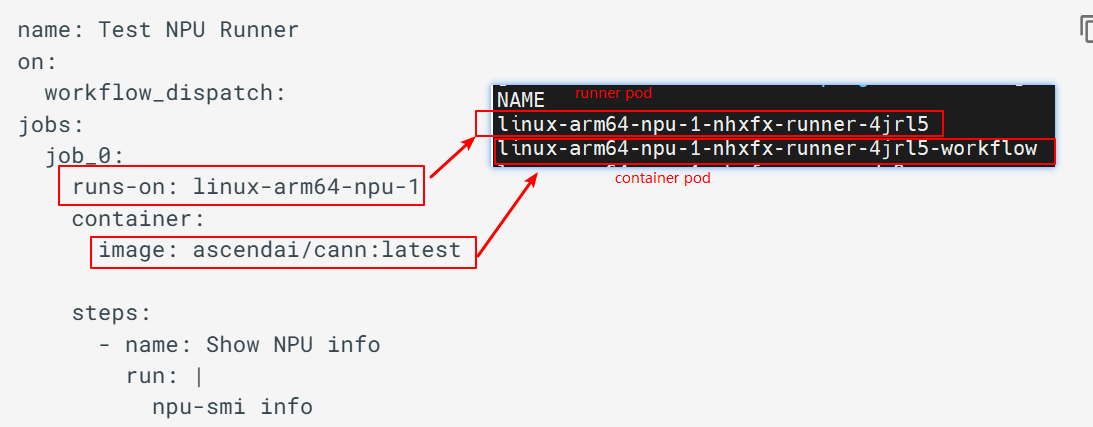 name: Test NPU Runner
on:
  workflow_dispatch:
jobs:
  job_0:
    runs-on: linux-arm64-npu-1
    container:
      image: ascendai/cann:latest
    steps:
      - name: Show NPU info
        run: |
          npu-smi info
runner pod
NAME
linux-arm64-npu-1-nhxfx-runner-4jrl5
linux-arm64-npu-1-nhxfx-runner-4jrl5-workflow
container pod